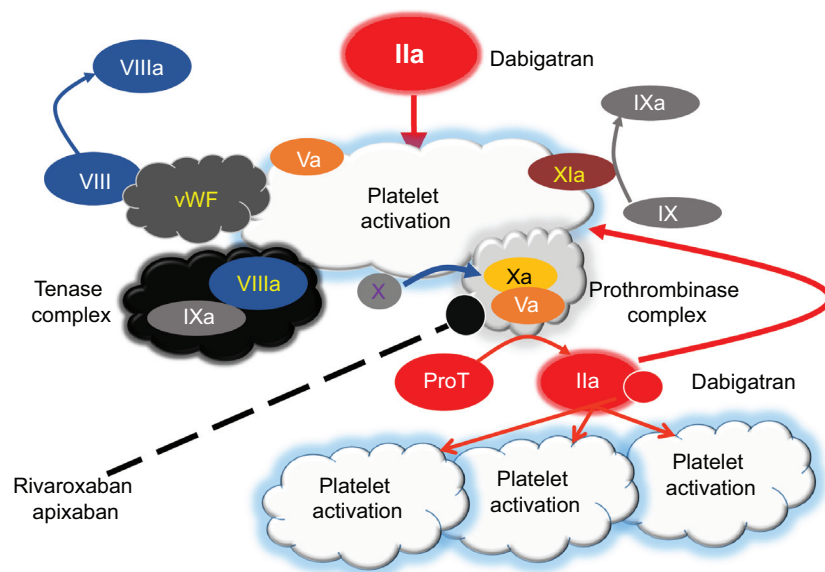 IIa
Dabigatran
VIIIa
IXa
Va
XIa
VIII
vWF
Platelet
activation
IX
Tenase
complex
VIIIa
IXa
X
Xa
Va
Prothrombinase
complex
ProT
IIa
Dabigatran
Rivaroxaban
apixaban
Platelet
activation
Platelet
activation
Platelet
activation